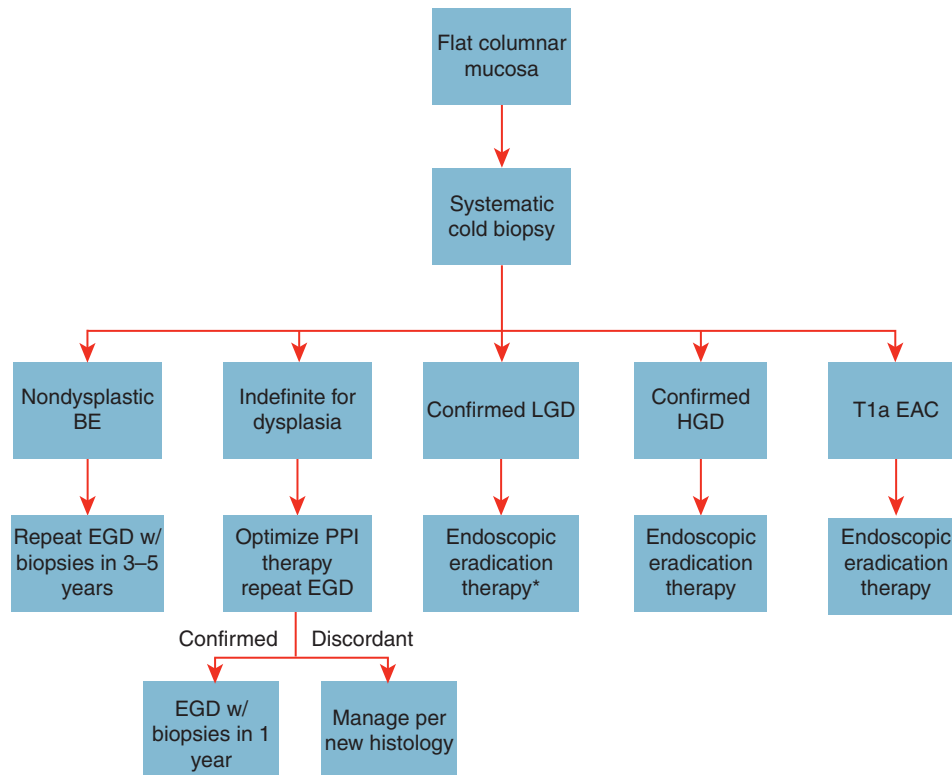 Flat columnar
mucosa
Systematic
cold biopsy
Nondysplastic
BE
Indefinite for
dysplasia
Confirmed LGD
Confirmed
HGD
T1a EAC
Repeat EGD w/
biopsies in 3–5
years
Optimize PPI
therapy
repeat EGD
Endoscopic
eradication
therapy*
Endoscopic
eradication
therapy
Endoscopic
eradication
therapy
Confirmed
Discordant
EGD w/
biopsies in 1
year
Manage per
new histology